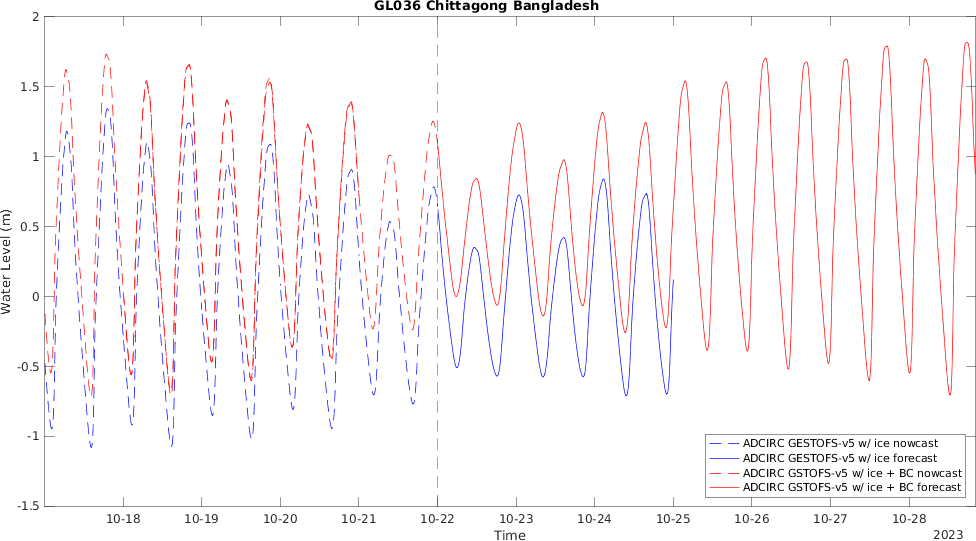 GL036 Chittagong Bangladesh
2
1.5
1
0.5
0
-0.5
-1
-1.5
Water Level (m)
10-18
10-19
10-20
10-21
10-22
10-23
10-24
10-25
10-26
10-27
10-28
Time
2023
ADCIRC GESTOFS-v5 w/ ice nowcast
ADCIRC GESTOFS-v5 w/ ice forecast
ADCIRC GSTOFS-v5 w/ ice + BC nowcast
ADCIRC GSTOFS-v5 w/ ice + BC forecast